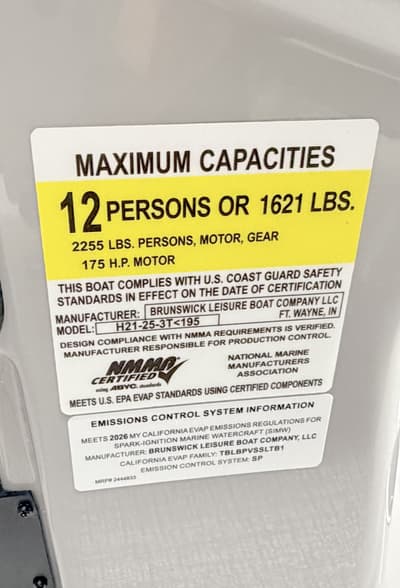 MAXIMUM CAPACITIES
12 PERSONS OR 1621 LBS.
2255 LBS. PERSONS, MOTOR, GEAR
175 H.P. MOTOR
THIS BOAT COMPLIES WITH U.S. COAST GUARD SAFETY
STANDARDS IN EFFECT ON THE DATE OF CERTIFICATION
MANUFACTURER: BRUNSWICK LEISURE BOAT COMPANY LLC
FT. WAYNE, IN
MODEL: H21-25-3T<195
DESIGN COMPLIANCE WITH NMMA REQUIREMENTS IS VERIFIED.
MANUFACTURER RESPONSIBLE FOR PRODUCTION CONTROL.
NMMA
CERTIFIED
using ABYC. standards
NATIONAL MARINE
MANUFACTURERS
ASSOCIATION
MEETS U.S. EPA EVAP STANDARDS USING CERTIFIED COMPONENTS
EMISSIONS CONTROL SYSTEM INFORMATION
MEETS 2026 MY CALIFORNIA EVAP EMISSIONS REGULATIONS FOR
SPARK-IGNITION MARINE WATERCRAFT (SIMW)
MANUFACTURER: BRUNSWICK LEISURE BOAT COMPANY, LLC
CALIFORNIA EVAP FAMILY: TBLBPVSSLTB1
EMISSION CONTROL SYSTEM: SP
MRP# 2444933